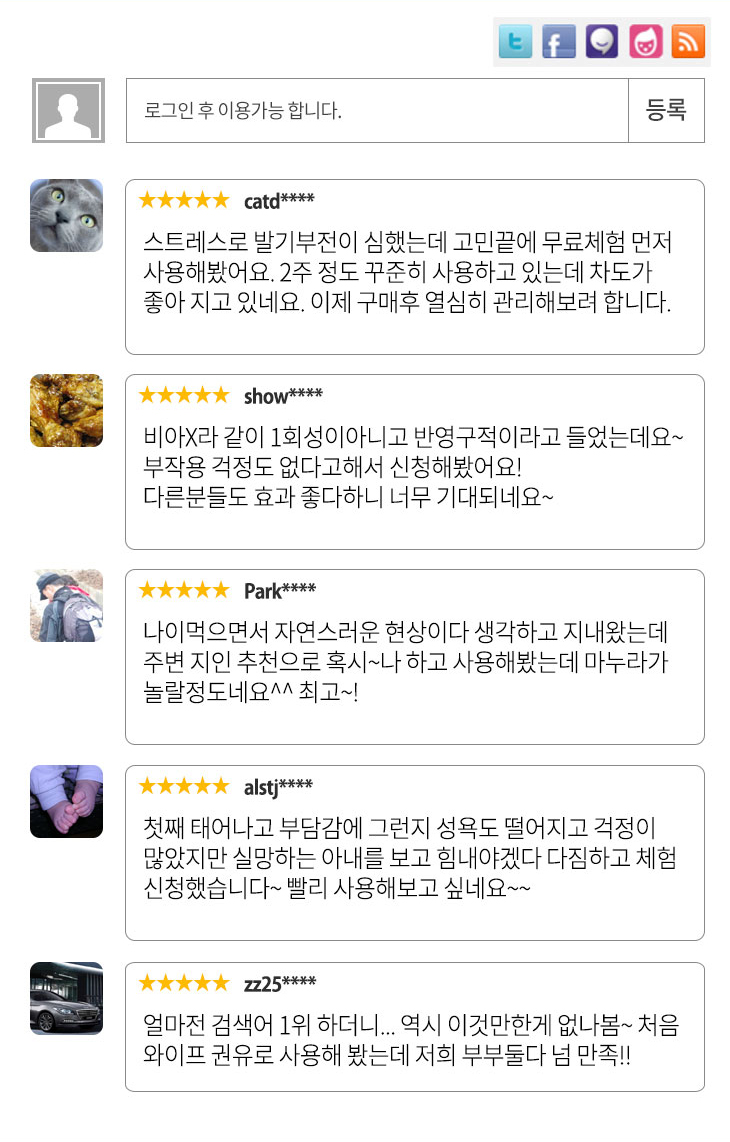 로그인 후 이용가능 합니다.
등록
★★★★★ catd****
스트레스로 발기부전이 심했는데 고민끝에 무료체험 먼저
사용해봤어요. 2주 정도 꾸준히 사용하고 있는데 차도가
좋아 지고 있네요. 이제 구매후 열심히 관리해보려 합니다.
★★★★★ show****
비아X라 같이 1회성이아니고 반영구적이라고 들었는데요~
부작용 걱정도 없다고해서 신청해봤어요!
다른분들도 효과 좋다하니 너무 기대되네요~
★★★★★ Park****
나이먹으면서 자연스러운 현상이다 생각하고 지내왔는데
주변 지인 추천으로 혹시~나 하고 사용해봤는데 마누라가
놀랄정도네요^^ 최고~!
★★★★★ alstj****
첫째 태어나고 부담감에 그런지 성욕도 떨어지고 걱정이
많았지만 실망하는 아내를 보고 힘내야겠다 다짐하고 체험
신청했습니다~ 빨리 사용해보고 싶네요~~
★★★★★ zz25****
얼마전 검색어 1위 하더니... 역시 이것만한게 없나봄~ 처음
와이프 권유로 사용해 봤는데 저희 부부둘다 넘 만족!!